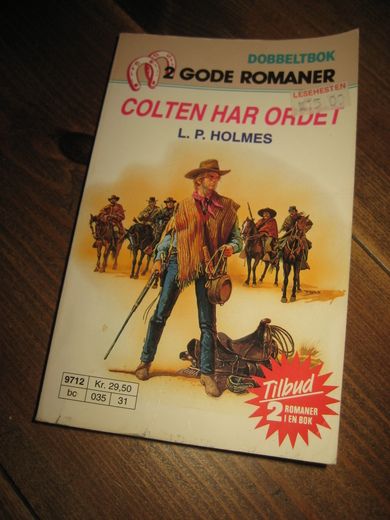 DOBBELTBOK
2 GODE ROMANER
LESEHESTEN
COLTEN HAR ORDET
L. P. HOLMES
9712 Kr. 29,50
bc 035 31
Tilbud
2 ROMANER
I EN BOK